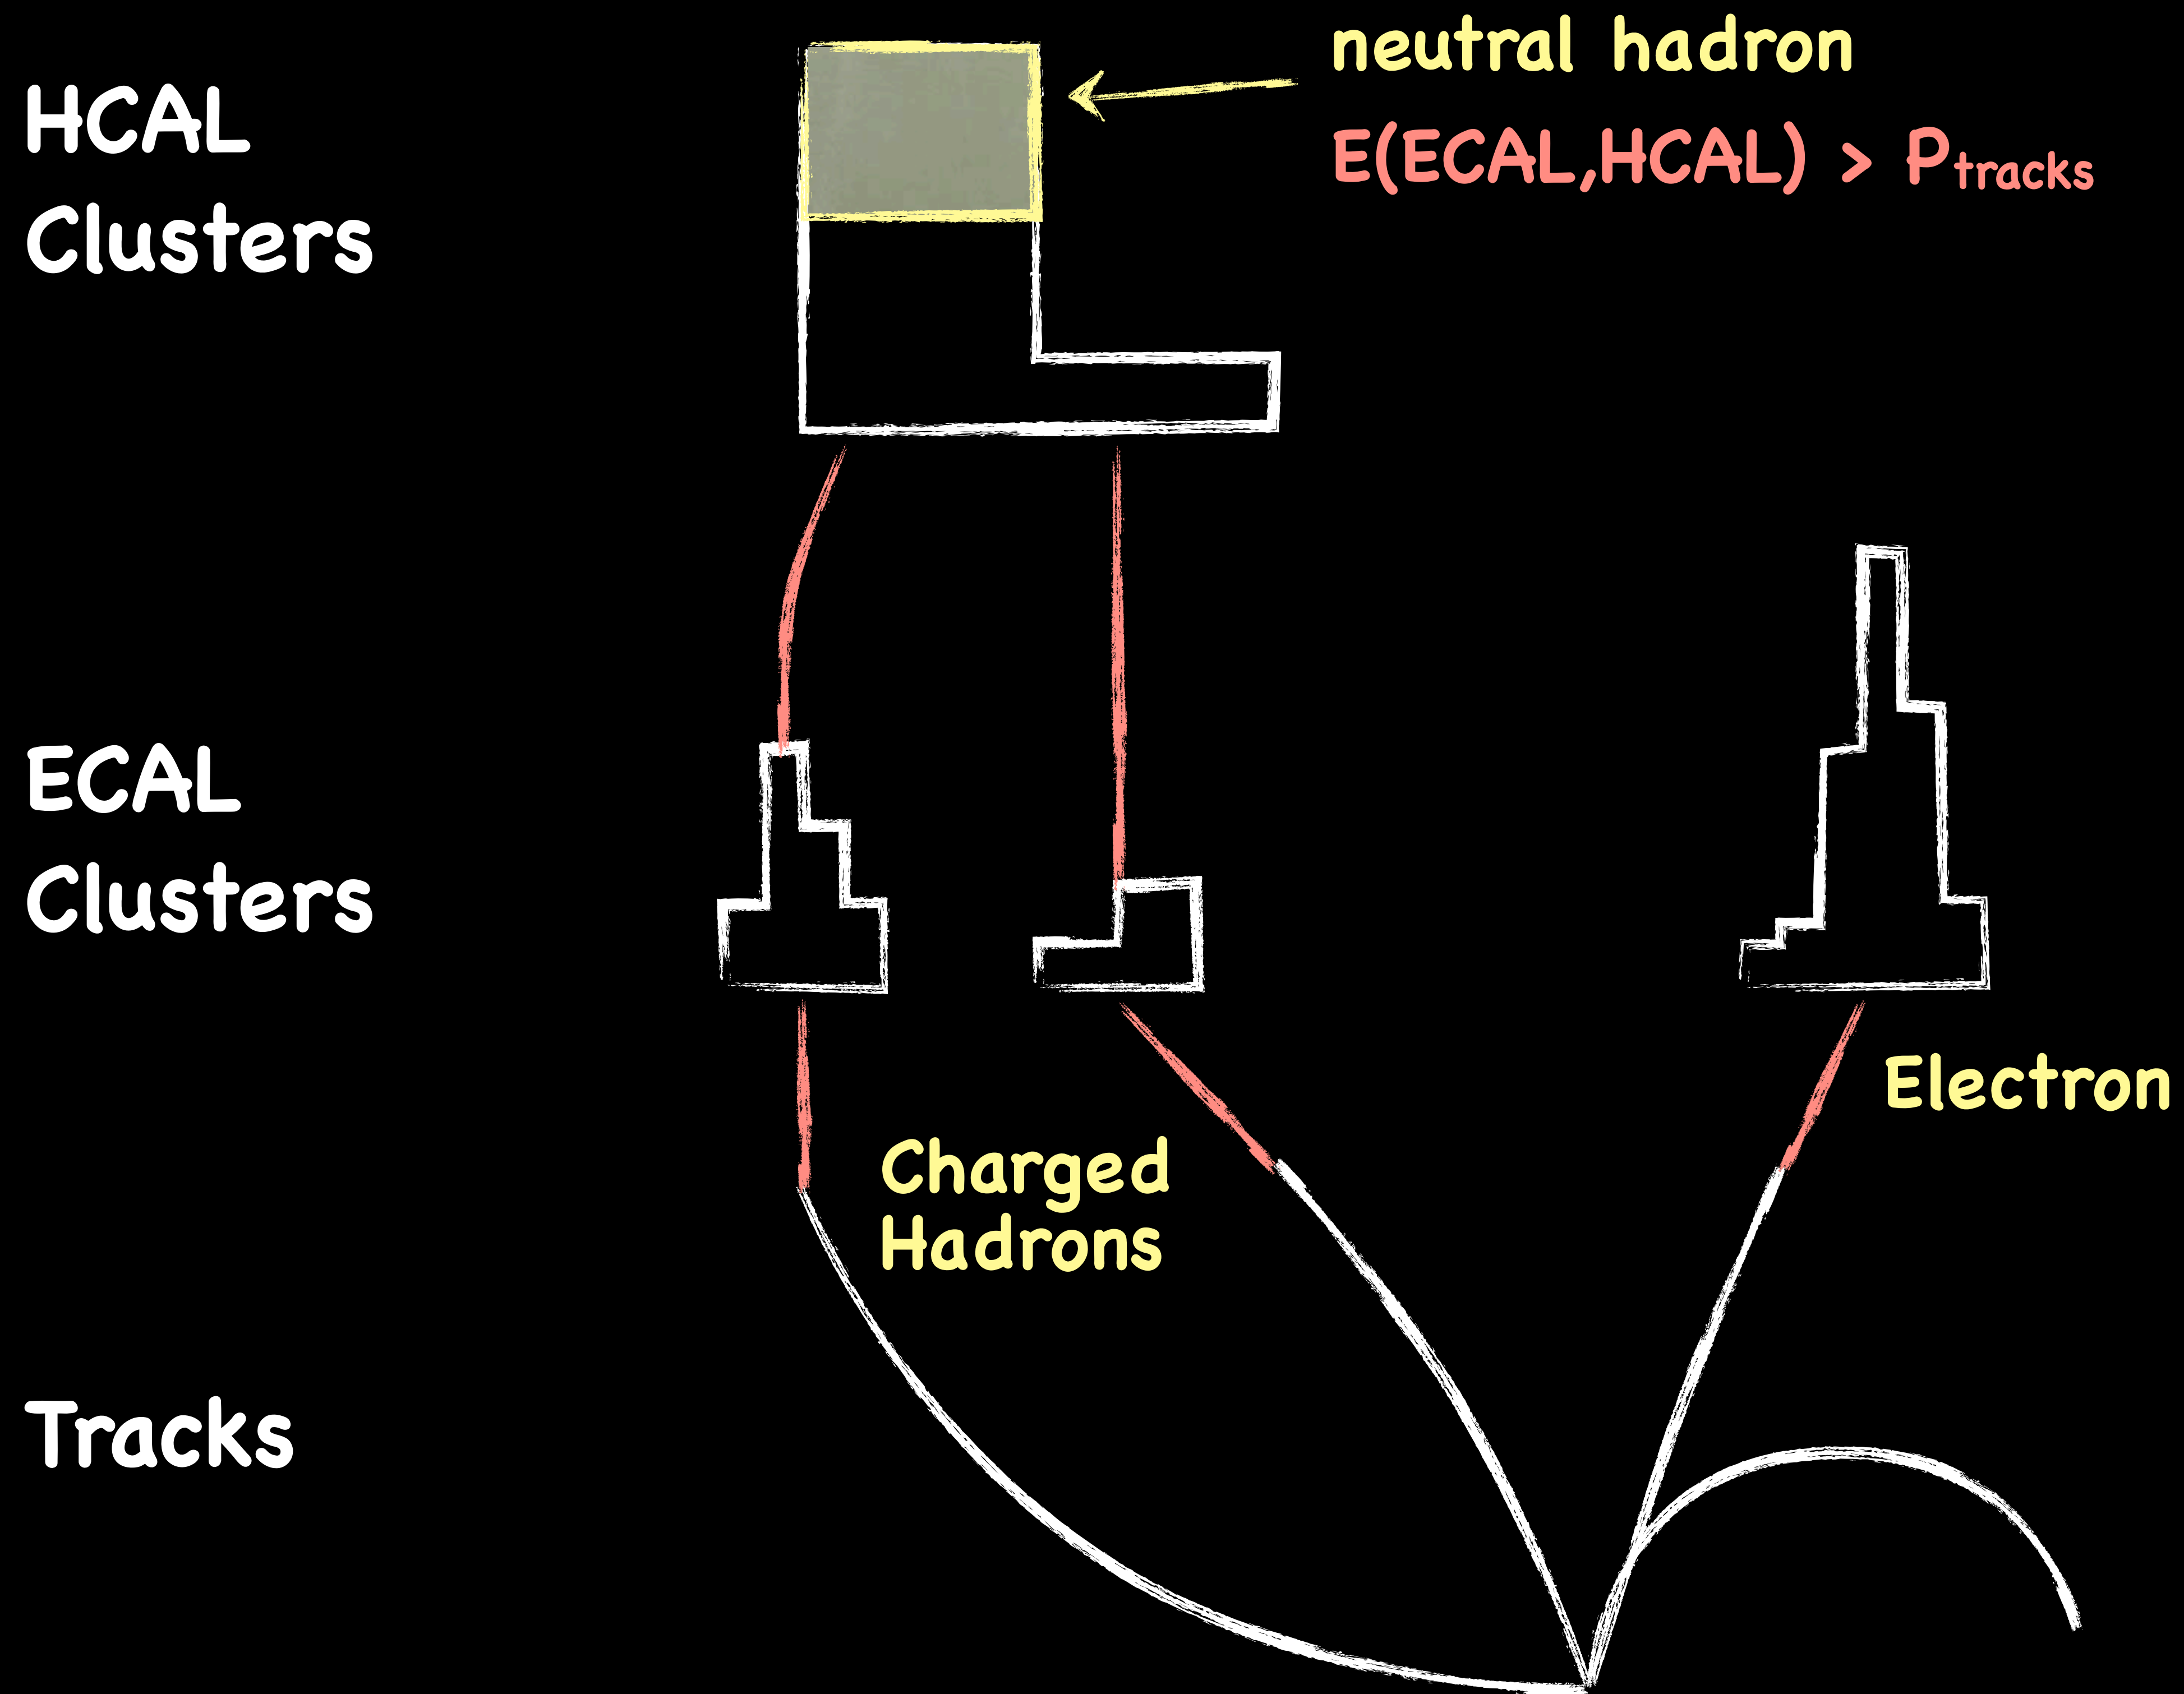 neutral hadron
E(ECAL,HCAL) > Ptracks
HCAL
Clusters
ECAL
Clusters
Electron
Charged
Hadrons
Tracks